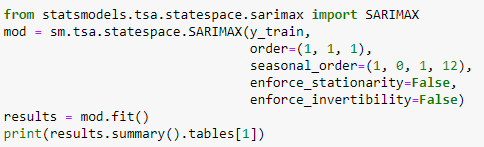 from statsmodels.tsa.statespace.sarimax import SARIMAX
mod = sm.tsa.statespace.SARIMAX(y_train,
                                order=(1, 1, 1),
                                seasonal_order=(1, 0, 1, 12),
                                enforce_stationarity=False,
                                enforce_invertibility=False)
results = mod.fit()
print(results.summary().tables[1])